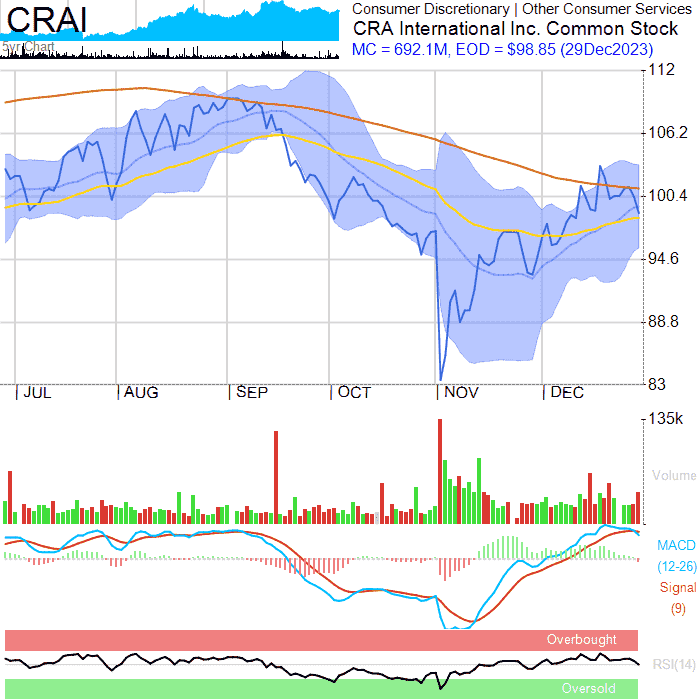 CRAI
5yr Chart
Consumer Discretionary | Other Consumer Services
CRA International Inc. Common Stock
MC = 692.1M, EOD = $98.85 (29Dec2023)
112
106.2
100.4
94.6
88.8
83
JUL AUG SEP OCT NOV DEC
135k
Volume
MACD
(12-26)
Signal
(9)
Overbought
RSI(14)
Oversold